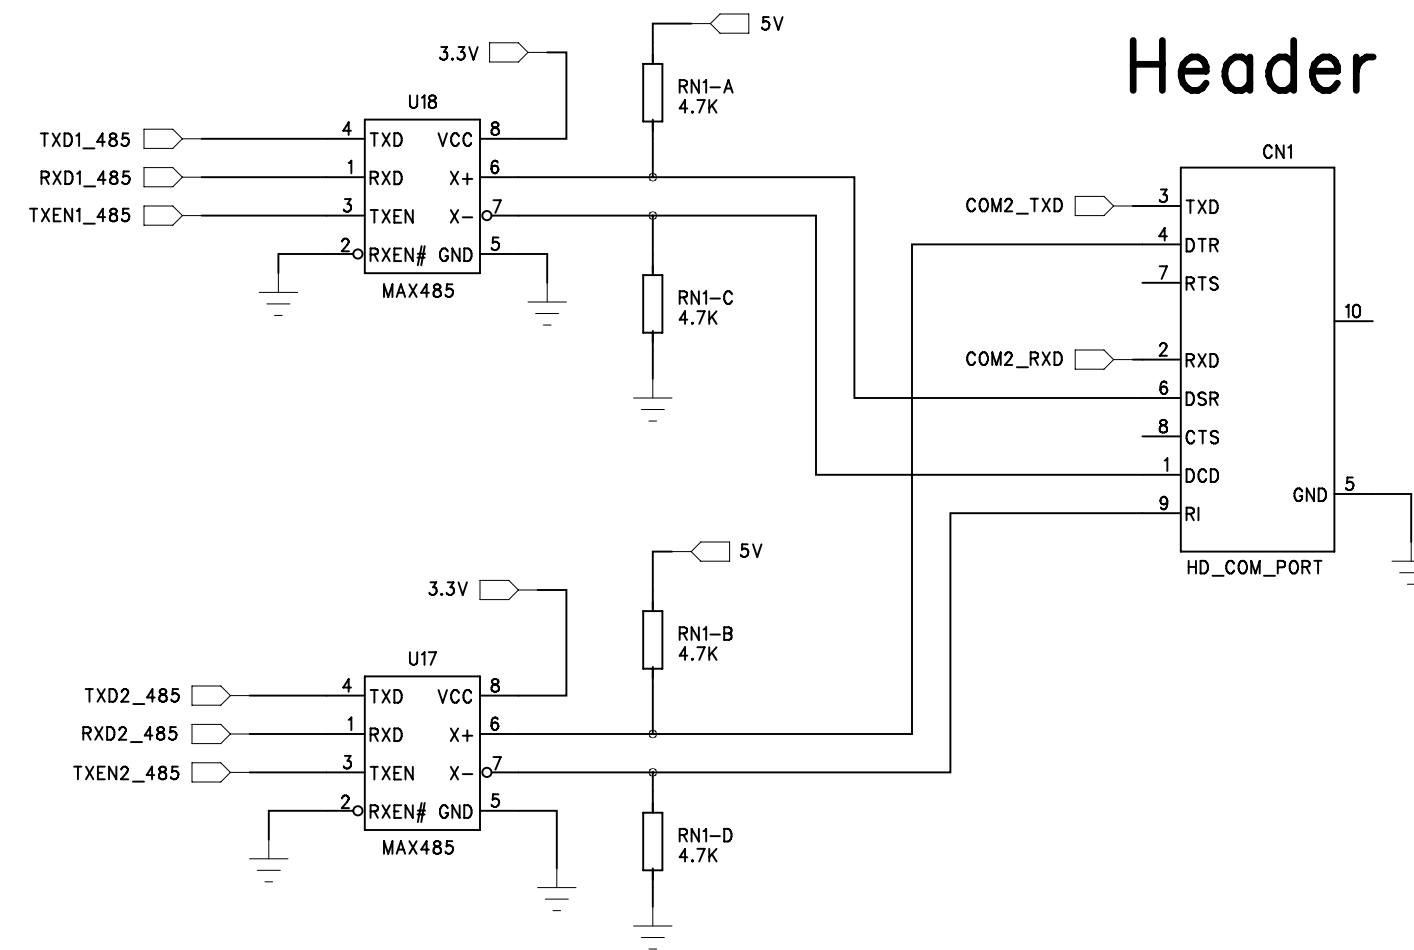 Header
5V
3.3V
RN1-A
4.7K
U18
TXD1_485
4 TXD VCC 8
RXD1_485
1 RXD X+ 6
TXEN1_485
3 TXEN X- 7
2 RXEN# GND 5
MAX485
RN1-C
4.7K
CN1
COM2_TXD
3 TXD
4 DTR
7 RTS
10
COM2_RXD
2 RXD
6 DSR
8 CTS
1 DCD
GND 5
9 RI
HD_COM_PORT
5V
3.3V
RN1-B
4.7K
U17
TXD2_485
4 TXD VCC 8
RXD2_485
1 RXD X+ 6
TXEN2_485
3 TXEN X- 7
2 RXEN# GND 5
MAX485
RN1-D
4.7K